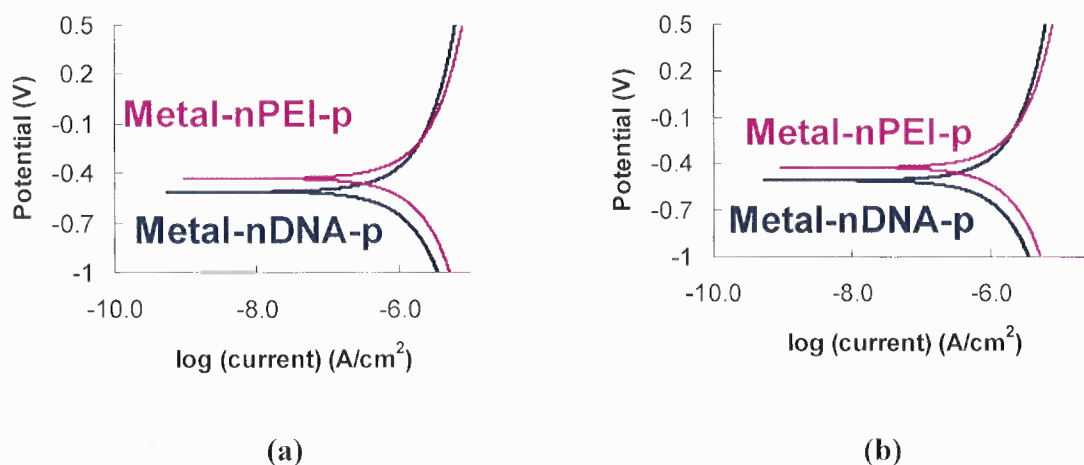 0.5
0.2
-0.1
-0.4
-0.7
-1
Potential (V)
Metal-nPEI-p
Metal-nDNA-p
-10.0 -8.0 -6.0
log (current) (A/cm²)
(a)
0.5
0.2
-0.1
-0.4
-0.7
-1
Potential (V)
Metal-nPEI-p
Metal-nDNA-p
-10.0 -8.0 -6.0
log (current) (A/cm²)
(b)